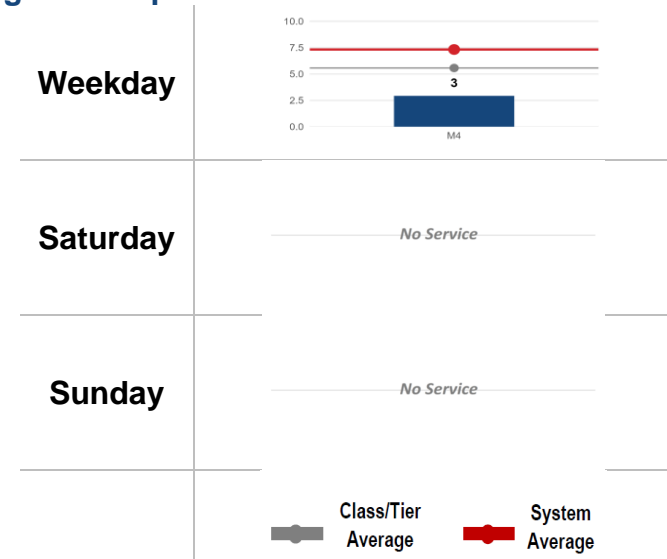 10.0
7.5
Weekday
5.0
3
2.5
0.0
M4
Saturday
No Service
Sunday
No Service
Class/Tier
Average
System
Average